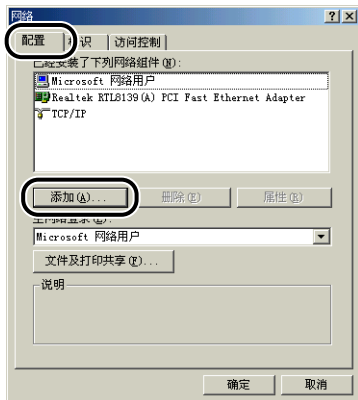 网络
配置 识 访问控制
已经安装了下列网络组件(N):
Microsoft 网络用户
Realtek RTL8139(A) PCI Fast Ethernet Adapter
TCP/IP
添加(A)... 删除(E) 属性(R)
主网络登录(L):
Microsoft 网络用户
文件及打印共享(F)...
说明
确定 取消